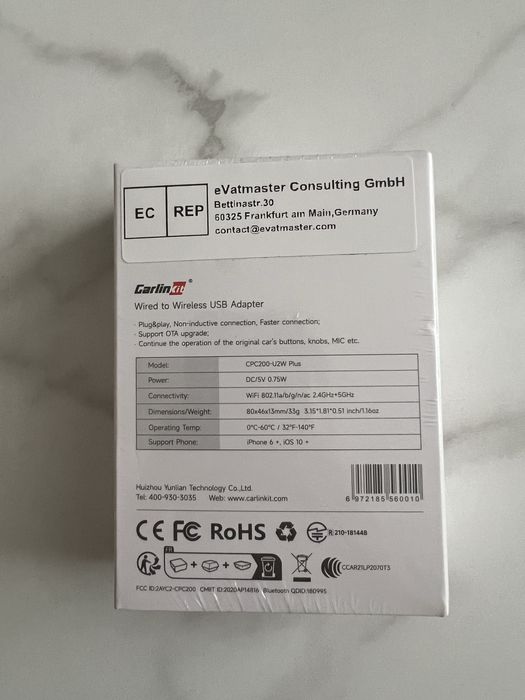 EC REP
eVatmaster Consulting GmbH
Bettinastr.30
60325 Frankfurt am Main,Germany
contact@evatmaster.com
Carlinkit®
Wired to Wireless USB Adapter
· Plug&play, Non-inductive connection, Faster connection;
· Support OTA upgrade;
· Continue the operation of the original car's buttons, knobs, MIC etc.
Model: CPC200-U2W Plus
Power: DC/5V 0.75W
Connectivity: WiFi 802.11a/b/g/n/ac 2.4GHz+5GHz
Dimensions/Weight: 80x46x13mm/33g 3.15*1.81*0.51 inch/1.16oz
Operating Temp: 0°C-60°C / 32°F-140°F
Support Phone: iPhone 6 +, iOS 10 +
Huizhou Yunlian Technology Co.,Ltd.
Tel: 400-930-3035 Web: www.carlinkit.com
6 972185 560010
CE FC RoHS R 210-181448
FR
+ +
CCAR21LP2070T3
FCC ID:2AYC2-CPC200 CMIIT ID:2020AP14816 Bluetooth QDID:180995